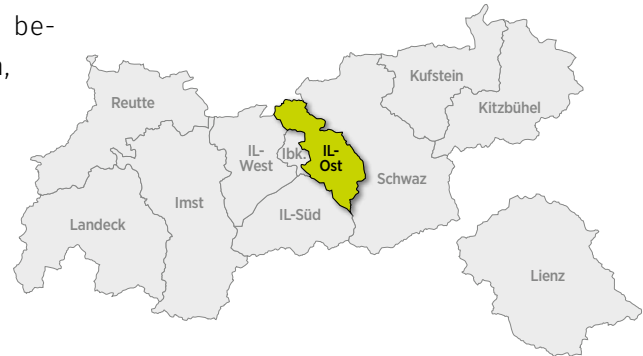 be-
,
Reutte
Kufstein
Kitzbühel
IL-
West
Ibk.
IL-
Ost
Schwaz
Imst
Landeck
IL-Süd
Lienz